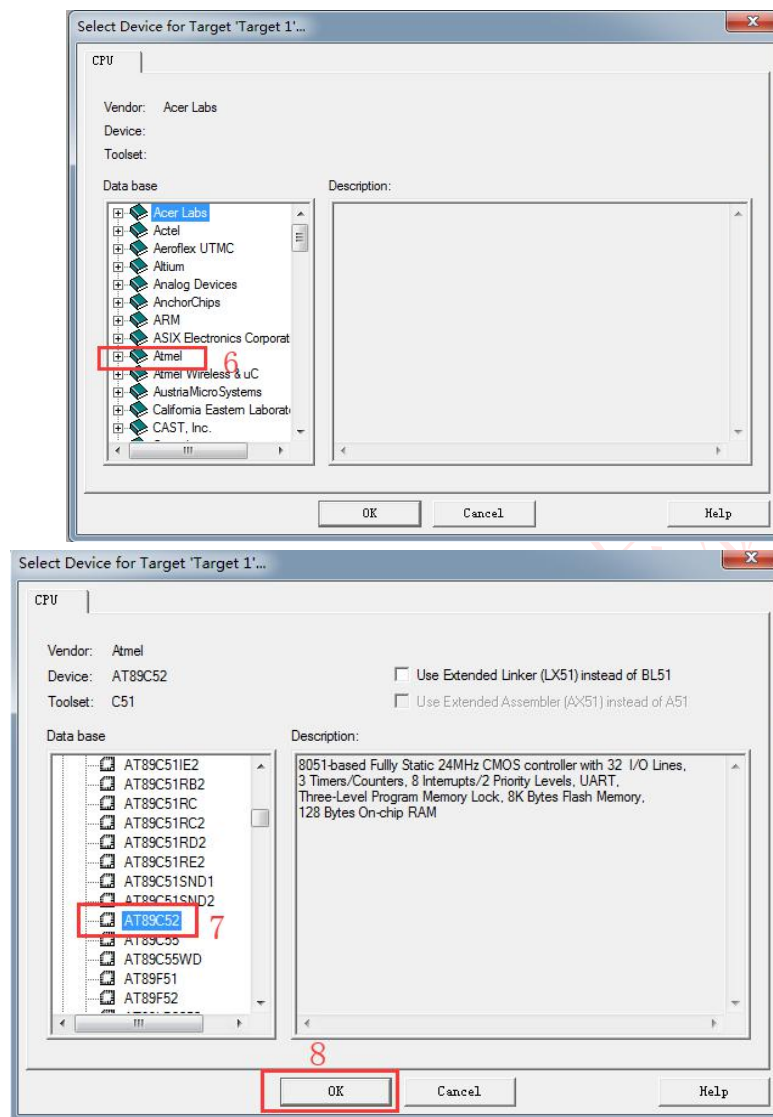 Select Device for Target 'Target 1'...
CPU
Vendor: Acer Labs
Device:
Toolset:
Data base
Description:
Acer Labs
Actel
Aeroflex UTMC
Altium
Analog Devices
AnchorChips
ARM
ASIX Electronics Corporat
Atmel
6
Atmel Wireless & uC
AustriaMicroSystems
California Eastern Laborat
CAST, Inc.
OK
Cancel
Help
Select Device for Target 'Target 1'...
CPU
Vendor: Atmel
Device: AT89C52
Use Extended Linker (LX51) instead of BL51
Toolset: C51
Use Extended Assembler (AX51) instead of A51
Data base
Description:
AT89C51IE2
AT89C51RB2
AT89C51RC
AT89C51RC2
AT89C51RD2
AT89C51RE2
AT89C51SND1
AT89C51SND2
AT89C52
7
AT89C55
AT89C55WD
AT89F51
AT89F52
8051-based Fullly Static 24MHz CMOS controller with 32 I/O Lines,
3 Timers/Counters, 8 Interrupts/2 Priority Levels, UART,
Three-Level Program Memory Lock, 8K Bytes Flash Memory,
128 Bytes On-chip RAM
8
OK
Cancel
Help